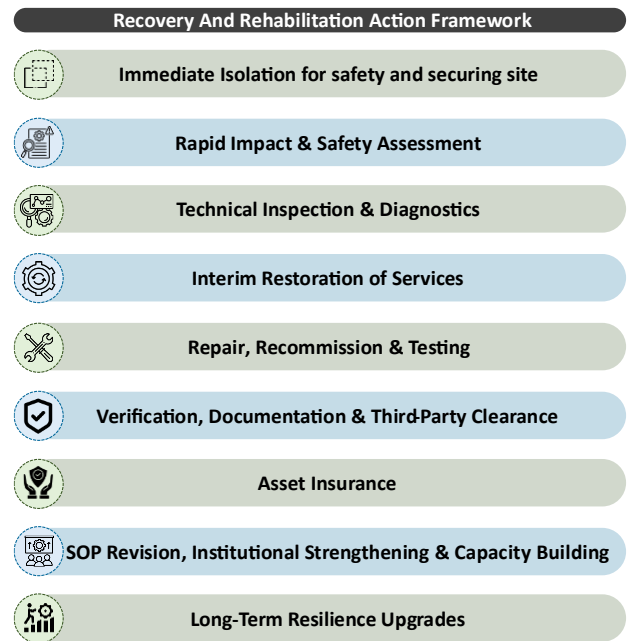 Recovery And Rehabilitation Action Framework
Immediate Isolation for safety and securing site
Rapid Impact & Safety Assessment
Technical Inspection & Diagnostics
Interim Restoration of Services
Repair, Recommission & Testing
Verification, Documentation & Third-Party Clearance
Asset Insurance
SOP Revision, Institutional Strengthening & Capacity Building
Long-Term Resilience Upgrades